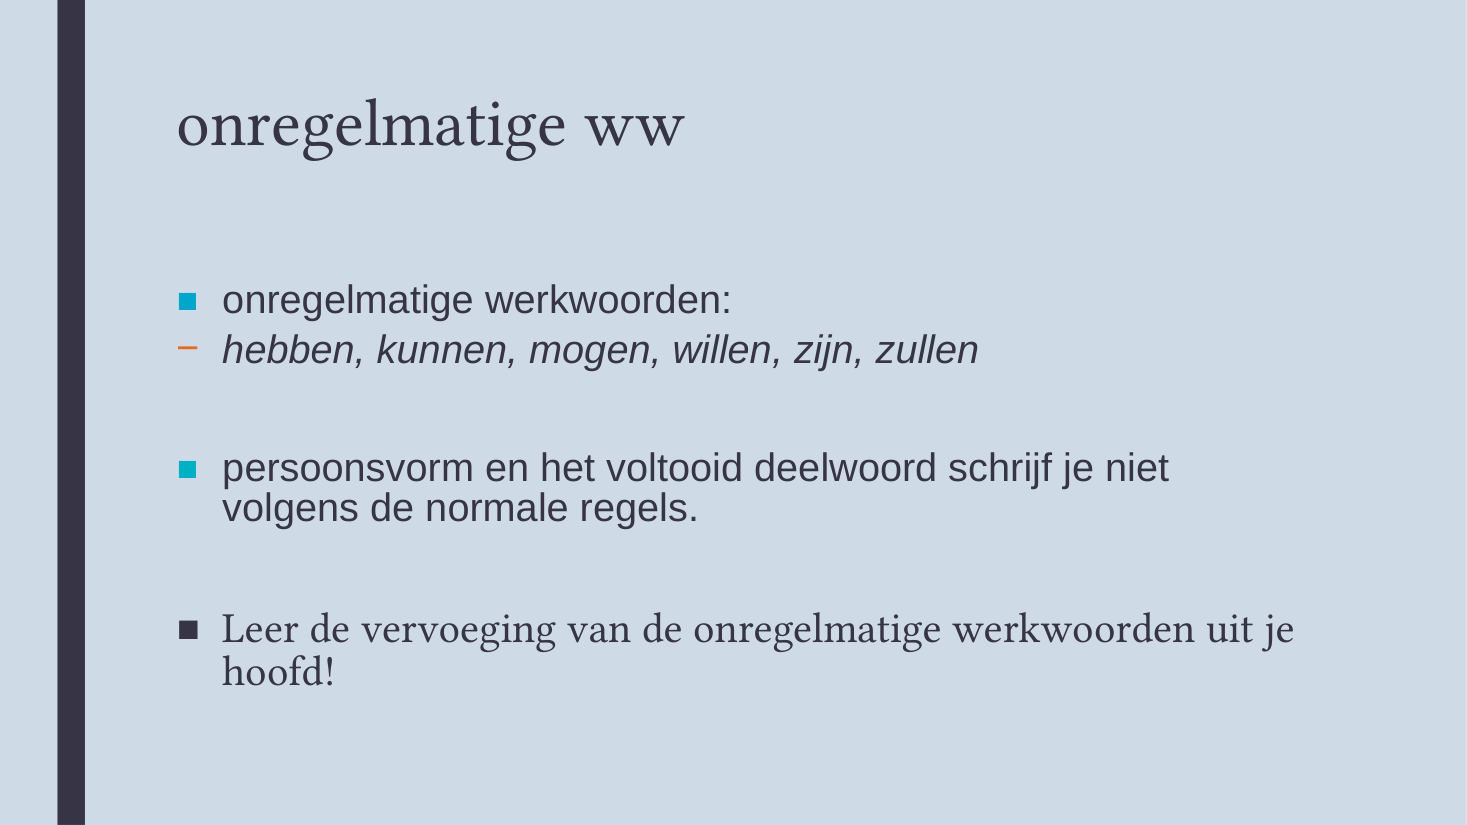 onregelmatige ww
onregelmatige werkwoorden:
hebben, kunnen, mogen, willen, zijn, zullen
persoonsvorm en het voltooid deelwoord schrijf je niet
volgens de normale regels.
Leer de vervoeging van de onregelmatige werkwoorden uit je
hoofd!